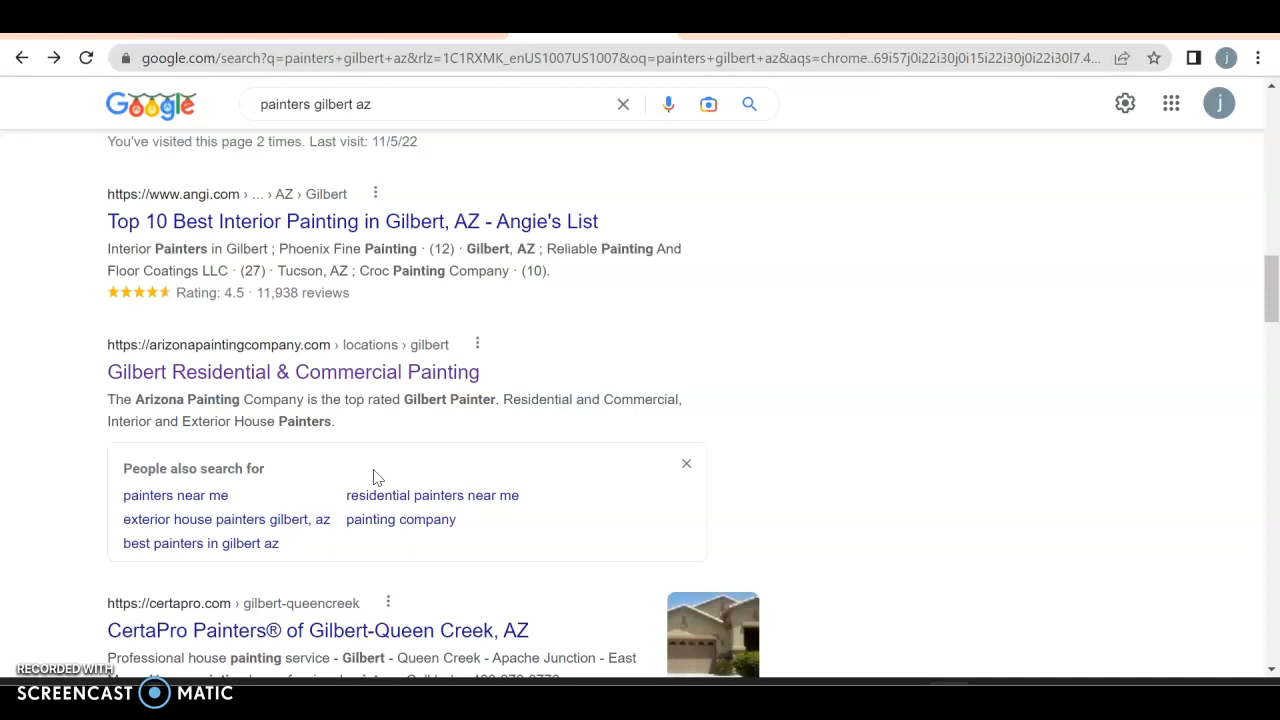 google.com/search?q=painters+gilbert+az&rlz=1C1RXMK_enUS1007US1007&oq=painters+gilbert+az&aqs=chrome..69i57j0i22i30j0i15i22i30j0i22i30l7.4...
Google
painters gilbert az
j
You've visited this page 2 times. Last visit: 11/5/22
https://www.angi.com › ... › AZ › Gilbert
Top 10 Best Interior Painting in Gilbert, AZ - Angie's List
Interior Painters in Gilbert ; Phoenix Fine Painting · (12) · Gilbert, AZ ; Reliable Painting And
Floor Coatings LLC · (27) · Tucson, AZ ; Croc Painting Company · (10).
Rating: 4.5 · 11,938 reviews
https://arizonapaintingcompany.com › locations › gilbert
Gilbert Residential & Commercial Painting
The Arizona Painting Company is the top rated Gilbert Painter. Residential and Commercial,
Interior and Exterior House Painters.
People also search for
painters near me residential painters near me
exterior house painters gilbert, az painting company
best painters in gilbert az
https://certapro.com › gilbert-queencreek
CertaPro Painters® of Gilbert-Queen Creek, AZ
Professional house painting service - Gilbert - Queen Creek - Apache Junction - East
RECORDED WITH
SCREENCAST MATIC